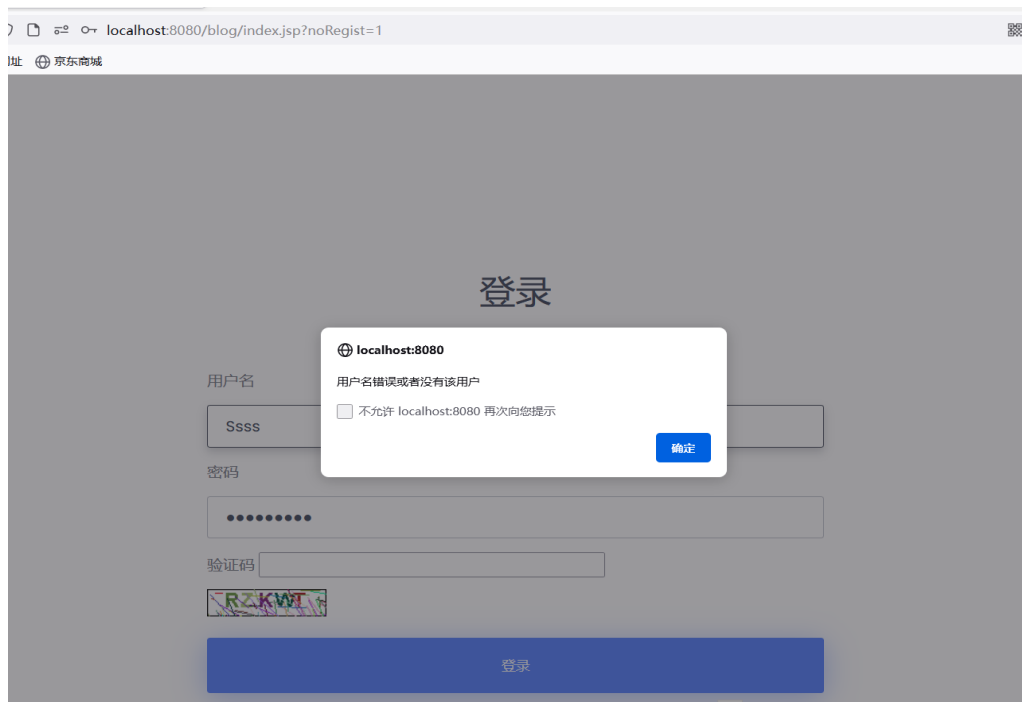 localhost:8080/blog/index.jsp?noRegist=1
京东商城
登录
localhost:8080
用户名错误或者没有该用户
不允许 localhost:8080 再次向您提示
确定
用户名
Ssss
密码
验证码
RZKWT
登录